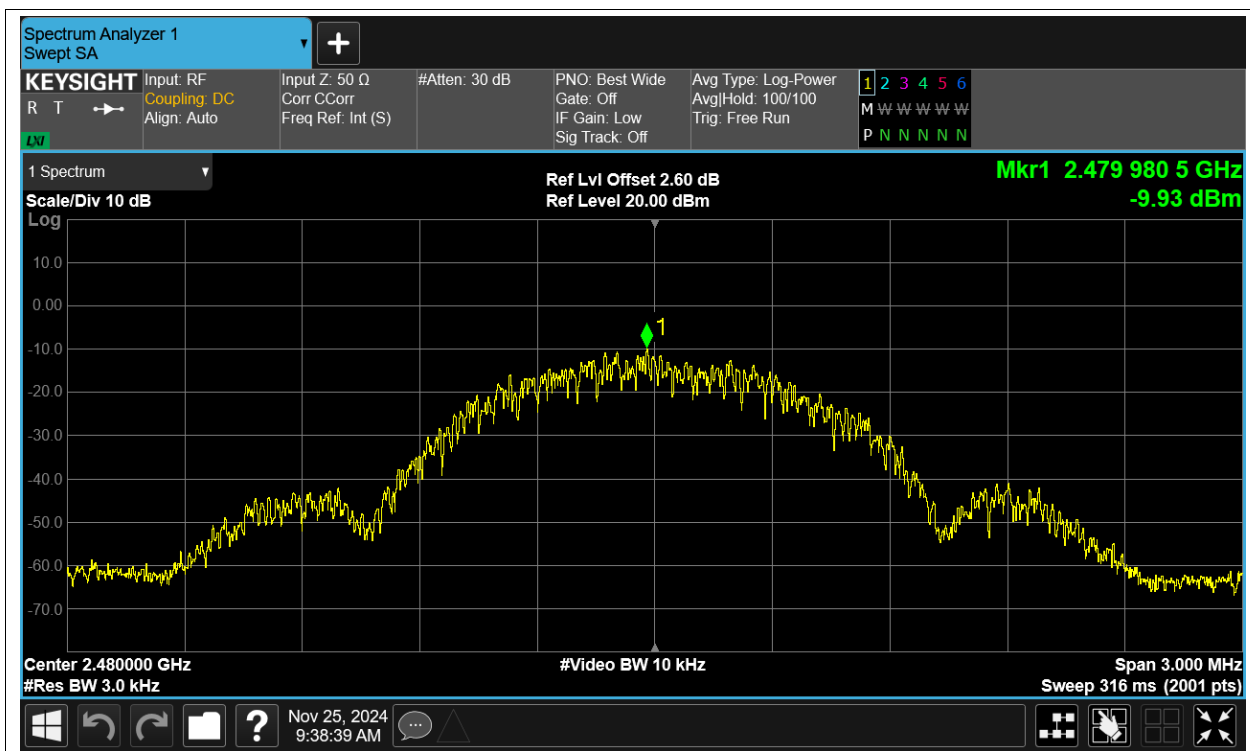 Spectrum Analyzer 1
Swept SA
KEYSIGHT
R T
LXI
Input: RF
Coupling: DC
Align: Auto
Input Z: 50 Ω
Corr CCorr
Freq Ref: Int (S)
#Atten: 30 dB
PNO: Best Wide
Gate: Off
IF Gain: Low
Sig Track: Off
Avg Type: Log-Power
Avg|Hold: 100/100
Trig: Free Run
1 2 3 4 5 6
M W W W W W W
P N N N N N N
1 Spectrum
Scale/Div 10 dB
Ref Lvl Offset 2.60 dB
Ref Level 20.00 dBm
Mkr1 2.479 980 5 GHz
-9.93 dBm
Log
10.0
0.00
-10.0
-20.0
-30.0
-40.0
-50.0
-60.0
-70.0
1
Center 2.480000 GHz
#Res BW 3.0 kHz
#Video BW 10 kHz
Span 3.000 MHz
Sweep 316 ms (2001 pts)
?
Nov 25, 2024
9:38:39 AM